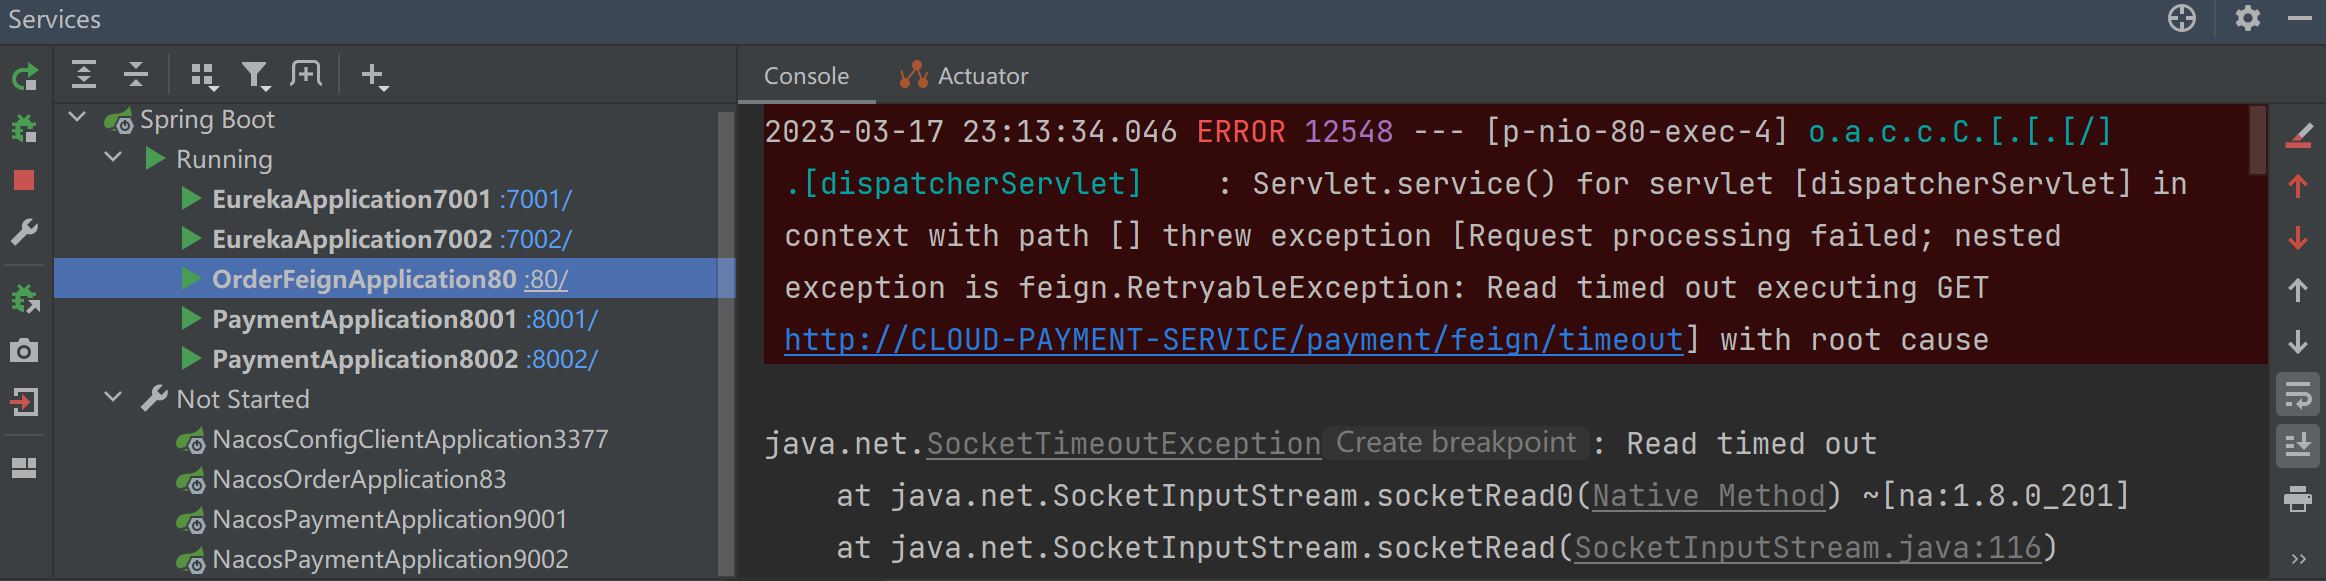 Services
Spring Boot
Running
EurekaApplication7001 :7001/
EurekaApplication7002 :7002/
OrderFeignApplication80 :80/
PaymentApplication8001 :8001/
PaymentApplication8002 :8002/
Not Started
NacosConfigClientApplication3377
NacosOrderApplication83
NacosPaymentApplication9001
NacosPaymentApplication9002
Console Actuator
2023-03-17 23:13:34.046 ERROR 12548 --- [p-nio-80-exec-4] o.a.c.c.C.[.[.[/]
.[dispatcherServlet] : Servlet.service() for servlet [dispatcherServlet] in
context with path [] threw exception [Request processing failed; nested
exception is feign.RetryableException: Read timed out executing GET
http://CLOUD-PAYMENT-SERVICE/payment/feign/timeout] with root cause
java.net.SocketTimeoutException Create breakpoint : Read timed out
at java.net.SocketInputStream.socketRead0(Native Method) ~[na:1.8.0_201]
at java.net.SocketInputStream.socketRead(SocketInputStream.java:116)